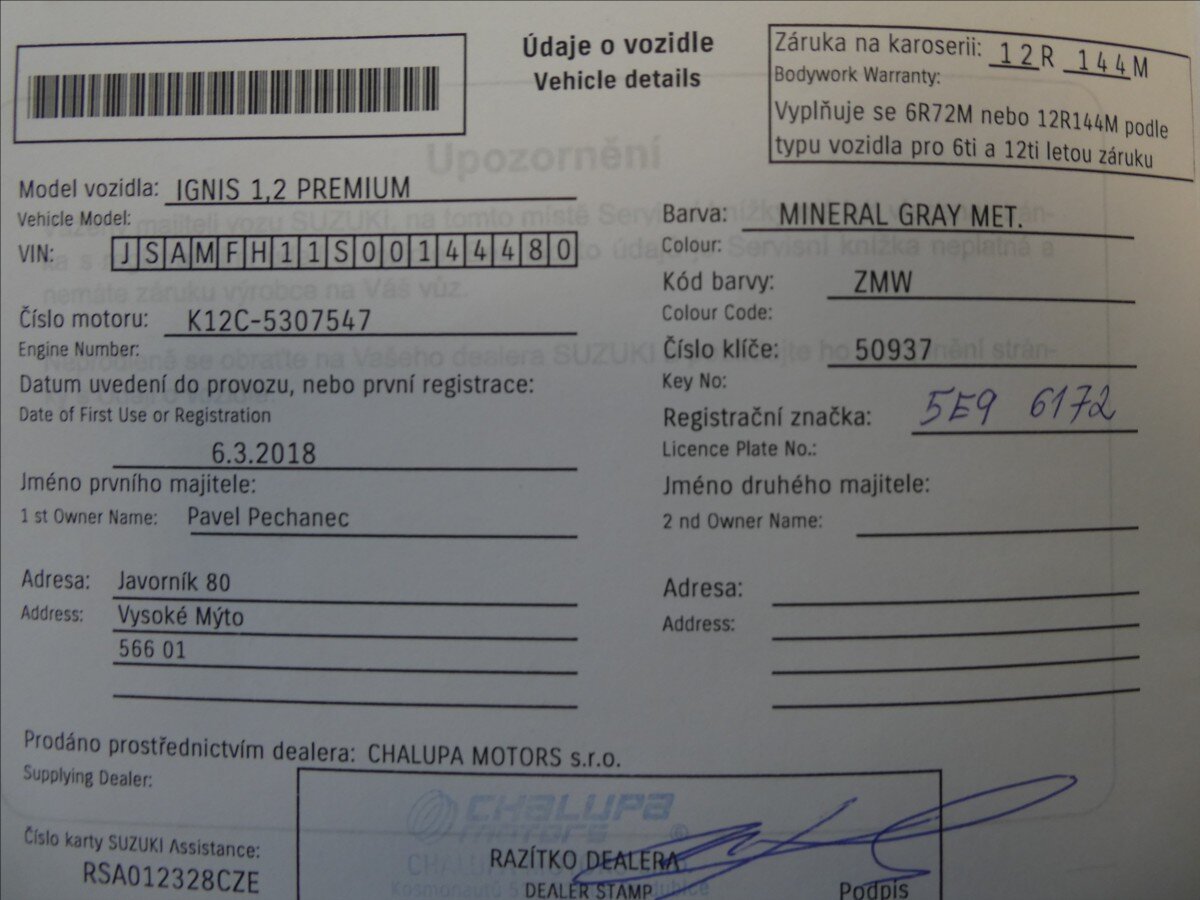 Údaje o vozidle
Vehicle details
Záruka na karoserii: 12R 144M
Bodywork Warranty:
Vyplňuje se 6R72M nebo 12R144M podle
typu vozidla pro 6ti a 12ti letou záruku
Upozornění
Model vozidla: IGNIS 1,2 PREMIUM
Vehicle Model:
VIN: JSAMFH11S00144480
Číslo motoru: K12C-5307547
Engine Number:
Datum uvedení do provozu, nebo první registrace:
Date of First Use or Registration
6.3.2018
Jméno prvního majitele:
1 st Owner Name: Pavel Pechanec
Adresa: Javorník 80
Address: Vysoké Mýto
566 01
Barva: MINERAL GRAY MET.
Colour:
Kód barvy: ZMW
Colour Code:
Číslo klíče: 50937
Key No:
Registrační značka: 5E9 6172
Licence Plate No.:
Jméno druhého majitele:
2 nd Owner Name:
Adresa:
Address:
Prodáno prostřednictvím dealera: CHALUPA MOTORS s.r.o.
Supplying Dealer:
CHALUPA
motors
Číslo karty SUZUKI Assistance:
RSA012328CZE
RAZÍTKO DEALERA
DEALER STAMP
Podpis